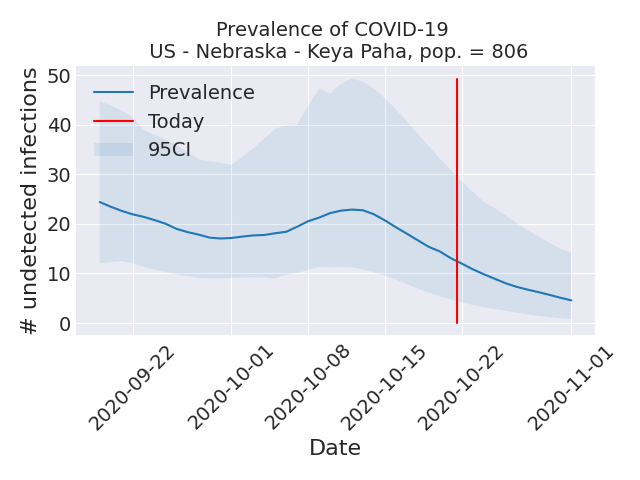 Prevalence of COVID-19
US - Nebraska - Keya Paha, pop. = 806
# undetected infections
50
40
30
20
10
0
Prevalence
Today
95CI
2020-09-22
2020-10-01
2020-10-08
2020-10-15
2020-10-22
2020-11-01
Date